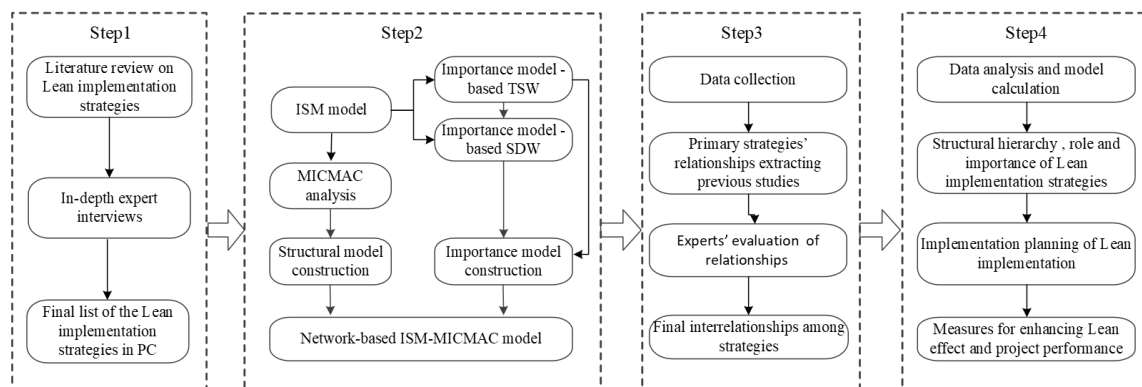 Step1
Literature review on
Lean implementation
strategies
In-depth expert
interviews
Final list of the Lean
implementation
strategies in PC
Step2
ISM model
MICMAC
analysis
Structural model
construction
Importance model -
based TSW
Importance model -
based SDW
Importance model
construction
Network-based ISM-MICMAC model
Step3
Data collection
Primary strategies’
relationships extracting
previous studies
Experts’ evaluation of
relationships
Final interrelationships among
strategies
Step4
Data analysis and model
calculation
Structural hierarchy , role and
importance of Lean
implementation strategies
Implementation planning of Lean
implementation
Measures for enhancing Lean
effect and project performance